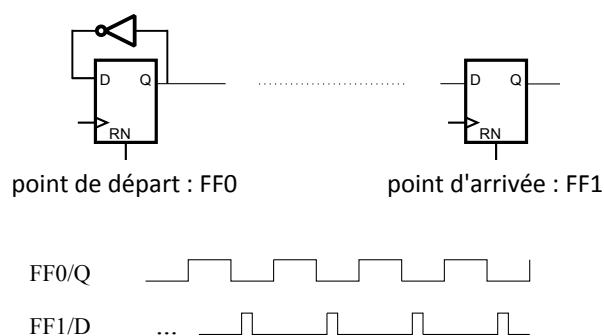 D Q
RN
D Q
RN
point de départ : FF0
point d'arrivée : FF1
FF0/Q
FF1/D ...